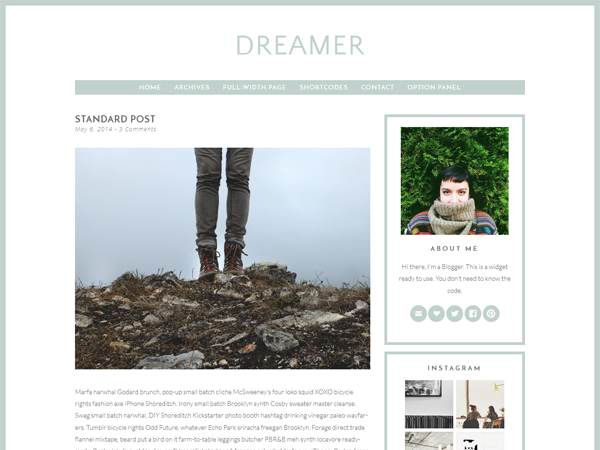 DREAMER
HOME ARCHIVES FULL-WIDTH PAGE SHORTCODES CONTACT OPTION PANEL
STANDARD POST
May 6, 2014 - 3 Comments
Marfa narwhal Godard brunch, pop-up small batch cliche McSweeney's four loko squid XOXO bicycle
rights fashion axe iPhone Shoreditch. Irony small batch Brooklyn synth Cosby sweater master cleanse.
Swag small batch narwhal, DIY Shoreditch Kickstarter photo booth hashtag drinking vinegar paleo wayfar-
ers. Tumblr bicycle rights Odd Future, whatever Echo Park sriracha freegan Brooklyn. Forage direct trade
flannel mixtape, beard put a bird on it farm-to-table leggings butcher PBR&B meh synth locavore ready-
ABOUT ME
Hi there, I'm a Blogger. This is a widget
ready to use. You don't need to know the
code.
INSTAGRAM